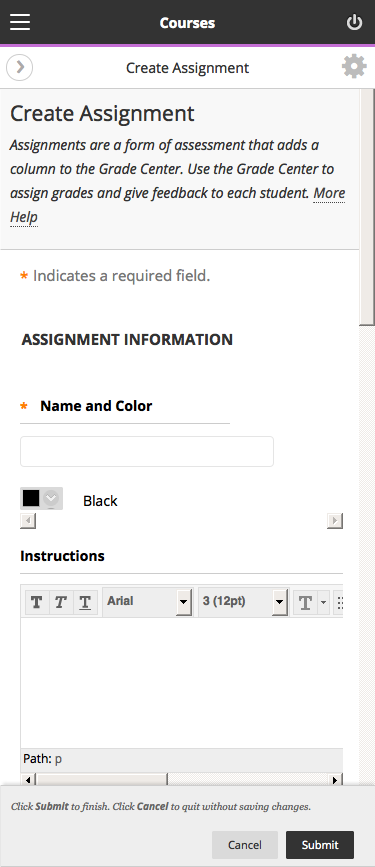 Courses
Create Assignment
Create Assignment
Assignments are a form of assessment that adds a
column to the Grade Center. Use the Grade Center to
assign grades and give feedback to each student. More
Help
* Indicates a required field.
ASSIGNMENT INFORMATION
* Name and Color
Black
Instructions
T T T Arial 3 (12pt) T
Path: p
Click Submit to finish. Click Cancel to quit without saving changes.
Cancel Submit